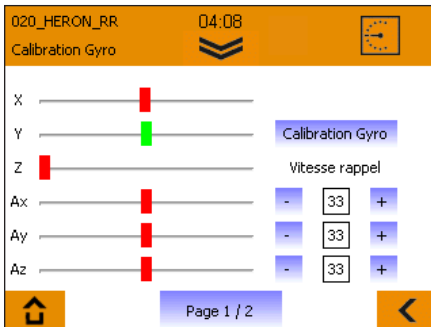 020_HERON_RR 04:08
Calibration Gyro
X
Y Calibration Gyro
Z Vitesse rappel
Ax - 33 +
Ay - 33 +
Az - 33 +
Page 1 / 2